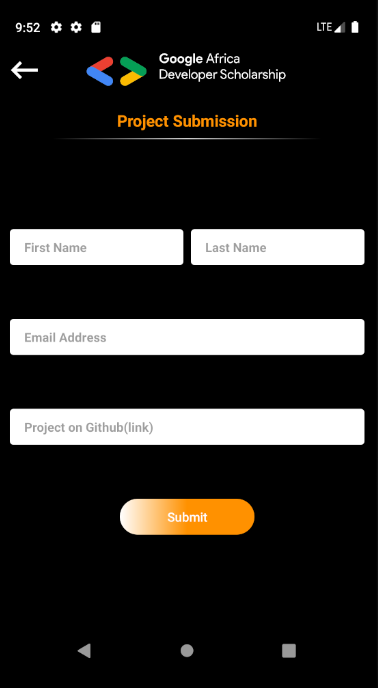 9:52 LTE
Google Africa
Developer Scholarship
Project Submission
First Name Last Name
Email Address
Project on Github(link)
Submit